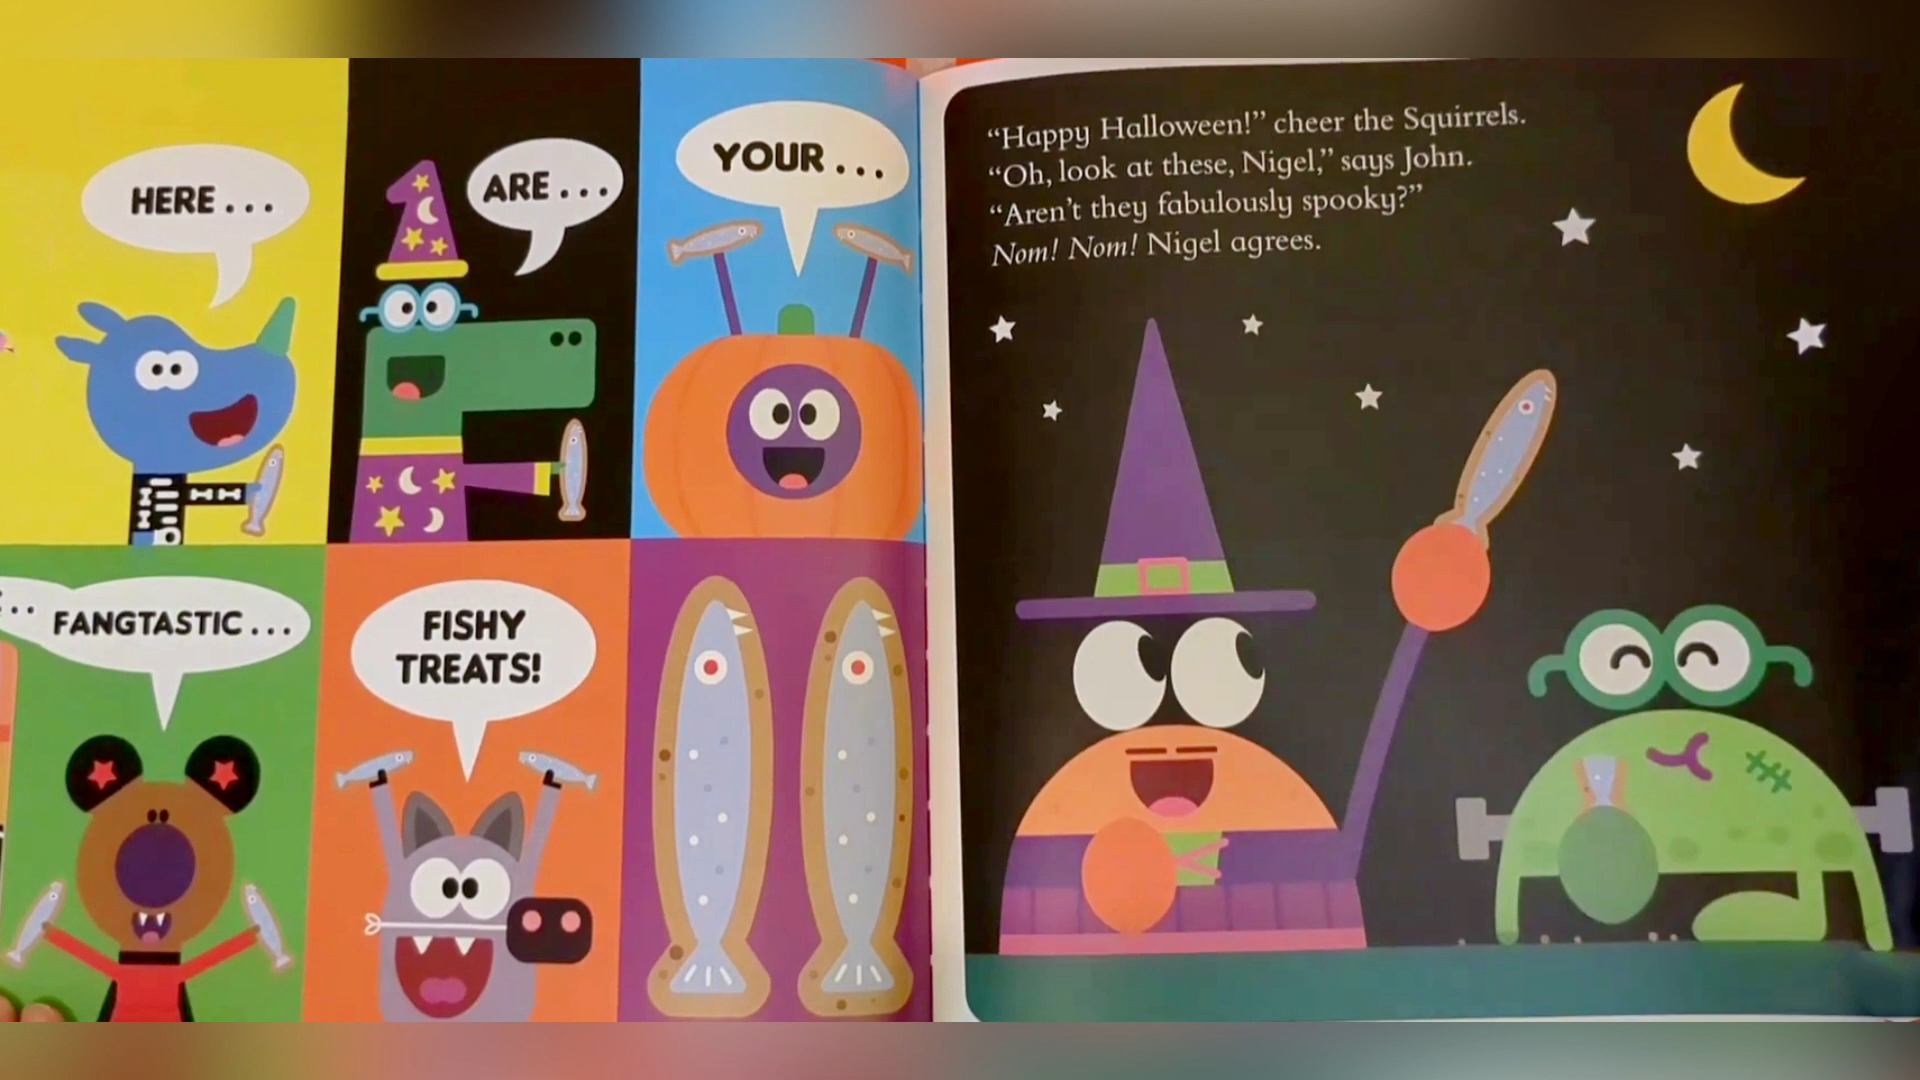 HERE...
ARE...
YOUR...
FANGTASTIC...
FISHY
TREATS!
“Happy Halloween!” cheer the Squirrels.
“Oh, look at these, Nigel,” says John.
“Aren’t they fabulously spooky?”
Nom! Nom! Nigel agrees.